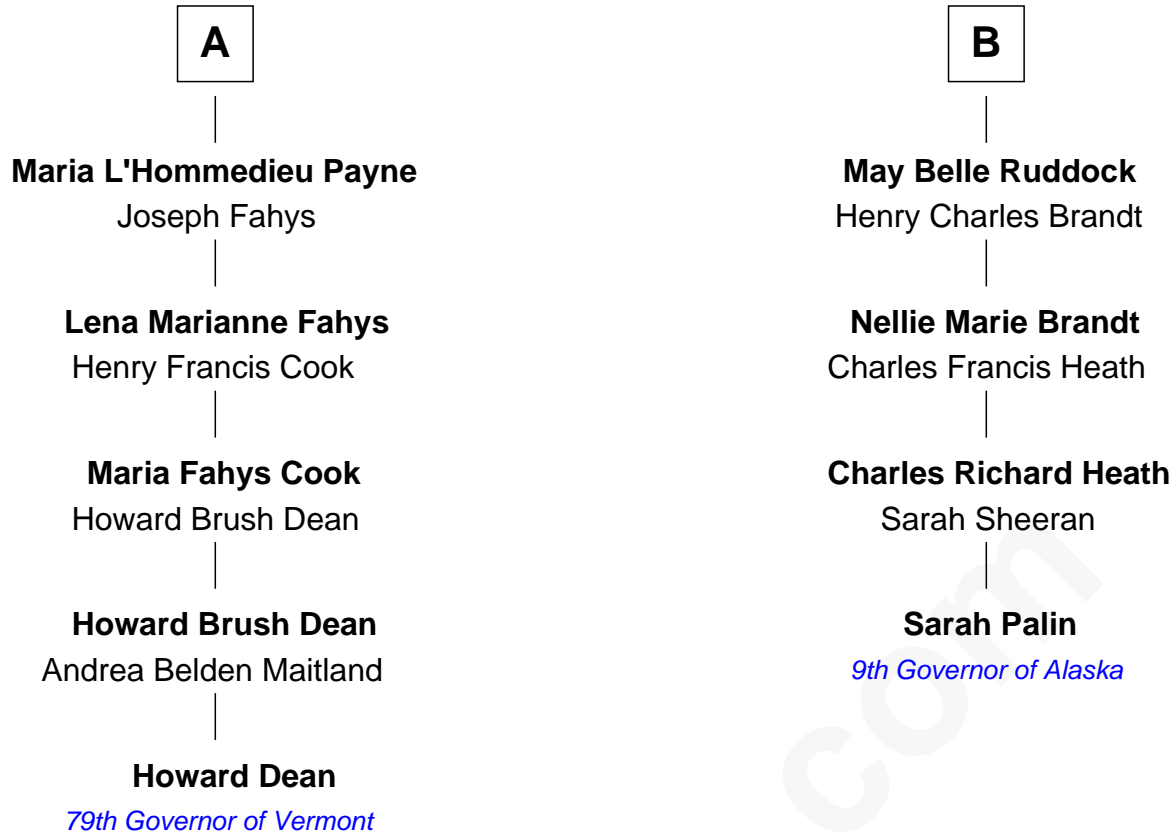 A
Maria L'Hommedieu Payne
Joseph Fahys
Lena Marianne Fahys
Henry Francis Cook
Maria Fahys Cook
Howard Brush Dean
Howard Brush Dean
Andrea Belden Maitland
Howard Dean
79th Governor of Vermont
B
May Belle Ruddock
Henry Charles Brandt
Nellie Marie Brandt
Charles Francis Heath
Charles Richard Heath
Sarah Sheeran
Sarah Palin
9th Governor of Alaska
com